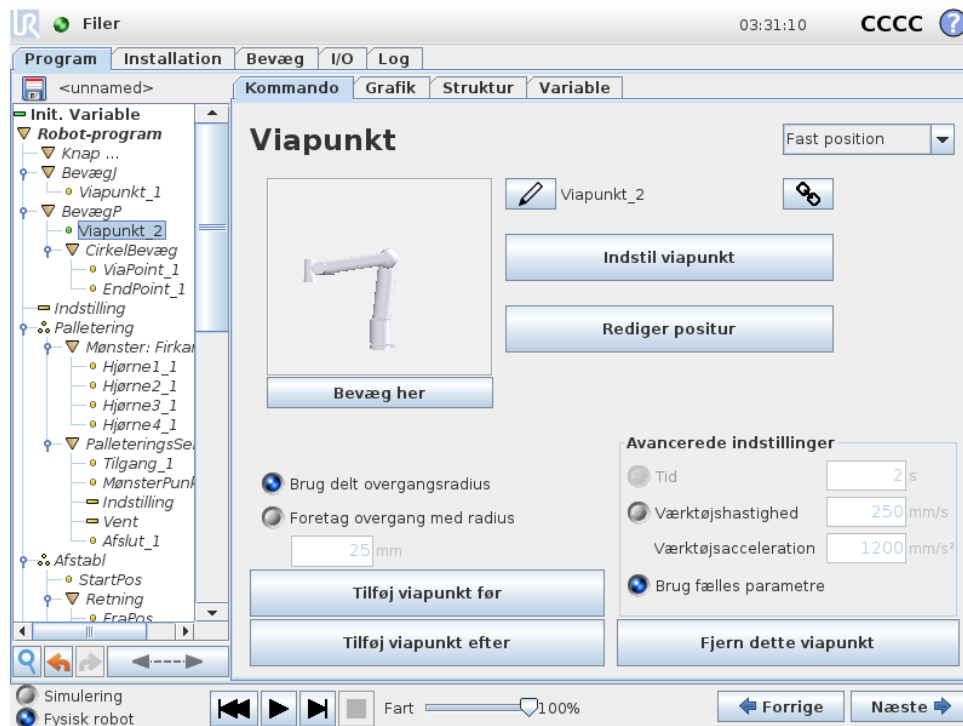 UR Filer 03:31:10 CCCC ?
Program Installation Bevæg I/O Log
<unnamed>
Kommando Grafik Struktur Variable
Init. Variable
Robot-program
Knap ...
BevægJ
Viapunkt_1
BevægP
Viapunkt_2
CirkelBevæg
ViaPoint_1
EndPoint_1
Indstilling
Palletering
Mønster: Firkar
Hjørne1_1
Hjørne2_1
Hjørne3_1
Hjørne4_1
PalleteringsSe
Tilgang_1
MønsterPunk
Indstilling
Vent
Afslut_1
Afstabl
StartPos
Retning
FraPos
Viapunkt
Fast position
Viapunkt_2
Indstil viapunkt
Rediger positur
Bevæg her
Brug delt overgangsradius
Foretag overgang med radius
25 mm
Avancerede indstillinger
Tid 2 s
Værktøjshastighed 250 mm/s
Værktøjsacceleration 1200 mm/s²
Brug fælles parametre
Tilføj viapunkt før
Tilføj viapunkt efter
Fjern dette viapunkt
Simulering
Fysisk robot
Fart 100%
Forrige Næste